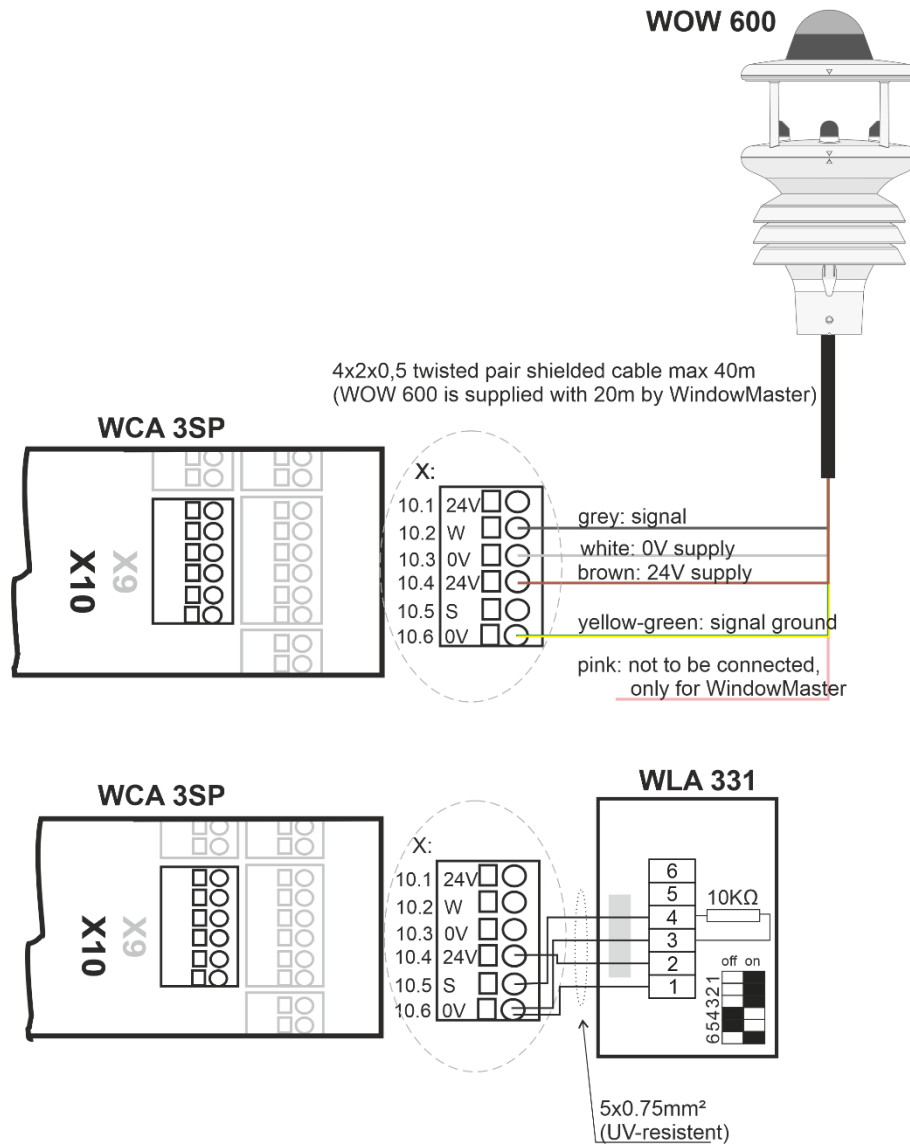 WOW 600
4x2x0,5 twisted pair shielded cable max 40m
(WOW 600 is supplied with 20m by WindowMaster)
WCA 3SP
X10
X9
X:
10.1 24V
10.2 W
10.3 0V
10.4 24V
10.5 S
10.6 0V
grey: signal
white: 0V supply
brown: 24V supply
yellow-green: signal ground
pink: not to be connected,
only for WindowMaster
WCA 3SP
X10
X9
X:
10.1 24V
10.2 W
10.3 0V
10.4 24V
10.5 S
10.6 0V
WLA 331
6
5
4
3
2
1
10KΩ
off on
654321
5x0.75mm²
(UV-resistent)